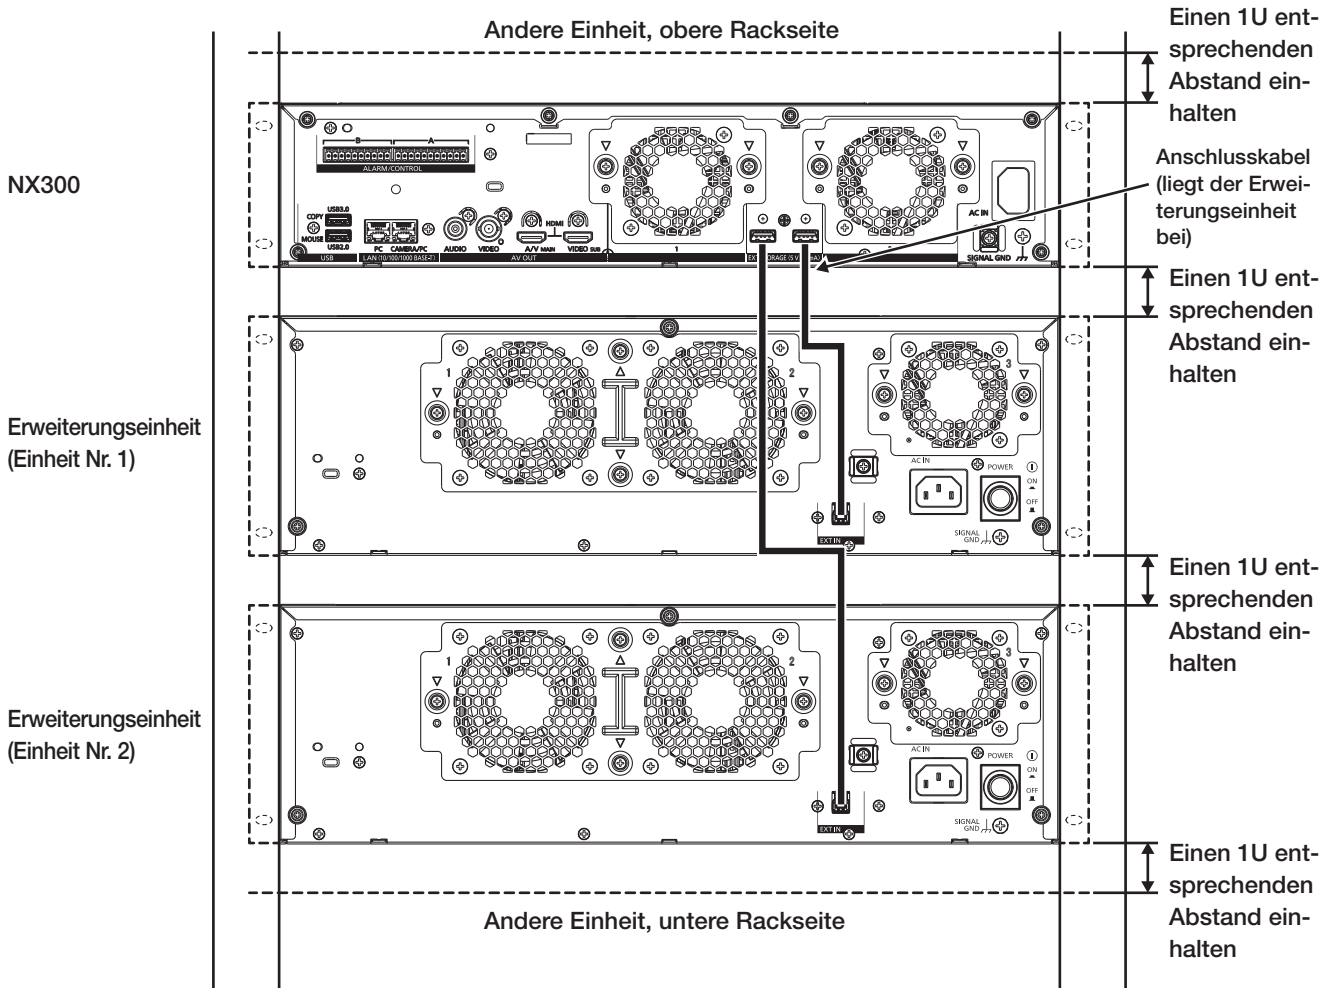 Andere Einheit, obere Rackseite
Einen 1U ent-
sprechenden
Abstand ein-
halten
NX300
B
A
ALARM/CONTROL
Anschlusskabel
(liegt der Erwei-
terungseinheit
bei)
COPY
USB3.0
MOUSE
USB2.0
USB
PC
CAMERA/PC
LAN (10/100/1000 BASE-T)
AUDIO
VIDEO
HDMI
A/V MAIN
VIDEO SUB
AV OUT
1
AC IN
SIGNAL GND
Einen 1U ent-
sprechenden
Abstand ein-
halten
Erweiterungseinheit
(Einheit Nr. 1)
1
2
3
AC IN
POWER
ON
OFF
EXT IN
SIGNAL
GND
Einen 1U ent-
sprechenden
Abstand ein-
halten
Erweiterungseinheit
(Einheit Nr. 2)
1
2
3
AC IN
POWER
ON
OFF
EXT IN
SIGNAL
GND
Einen 1U ent-
sprechenden
Abstand ein-
halten
Andere Einheit, untere Rackseite